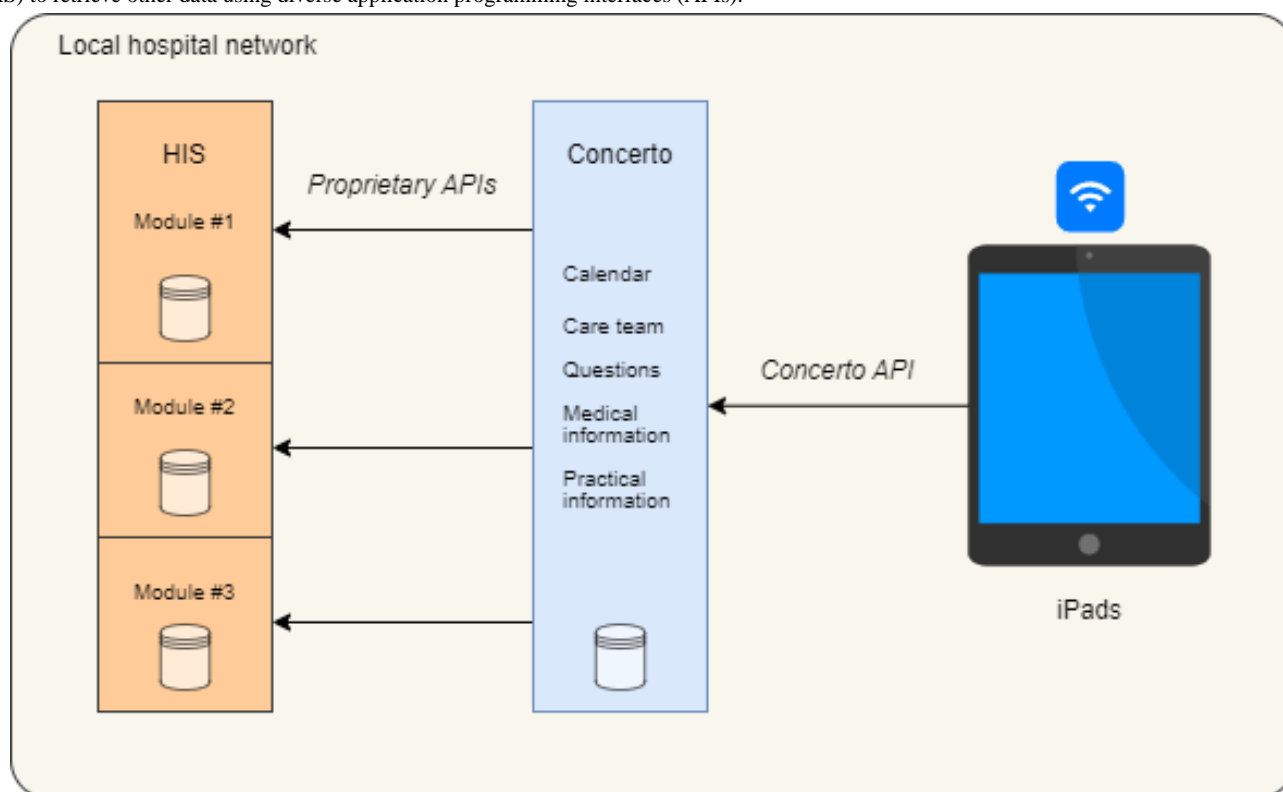 to retrieve other data using diverse application programming interfaces (APIs).
Local hospital network
HIS
Module #1
Module #2
Module #3
Proprietary APIs
Concerto
Calendar
Care team
Questions
Medical
information
Practical
information
Concerto API
iPads